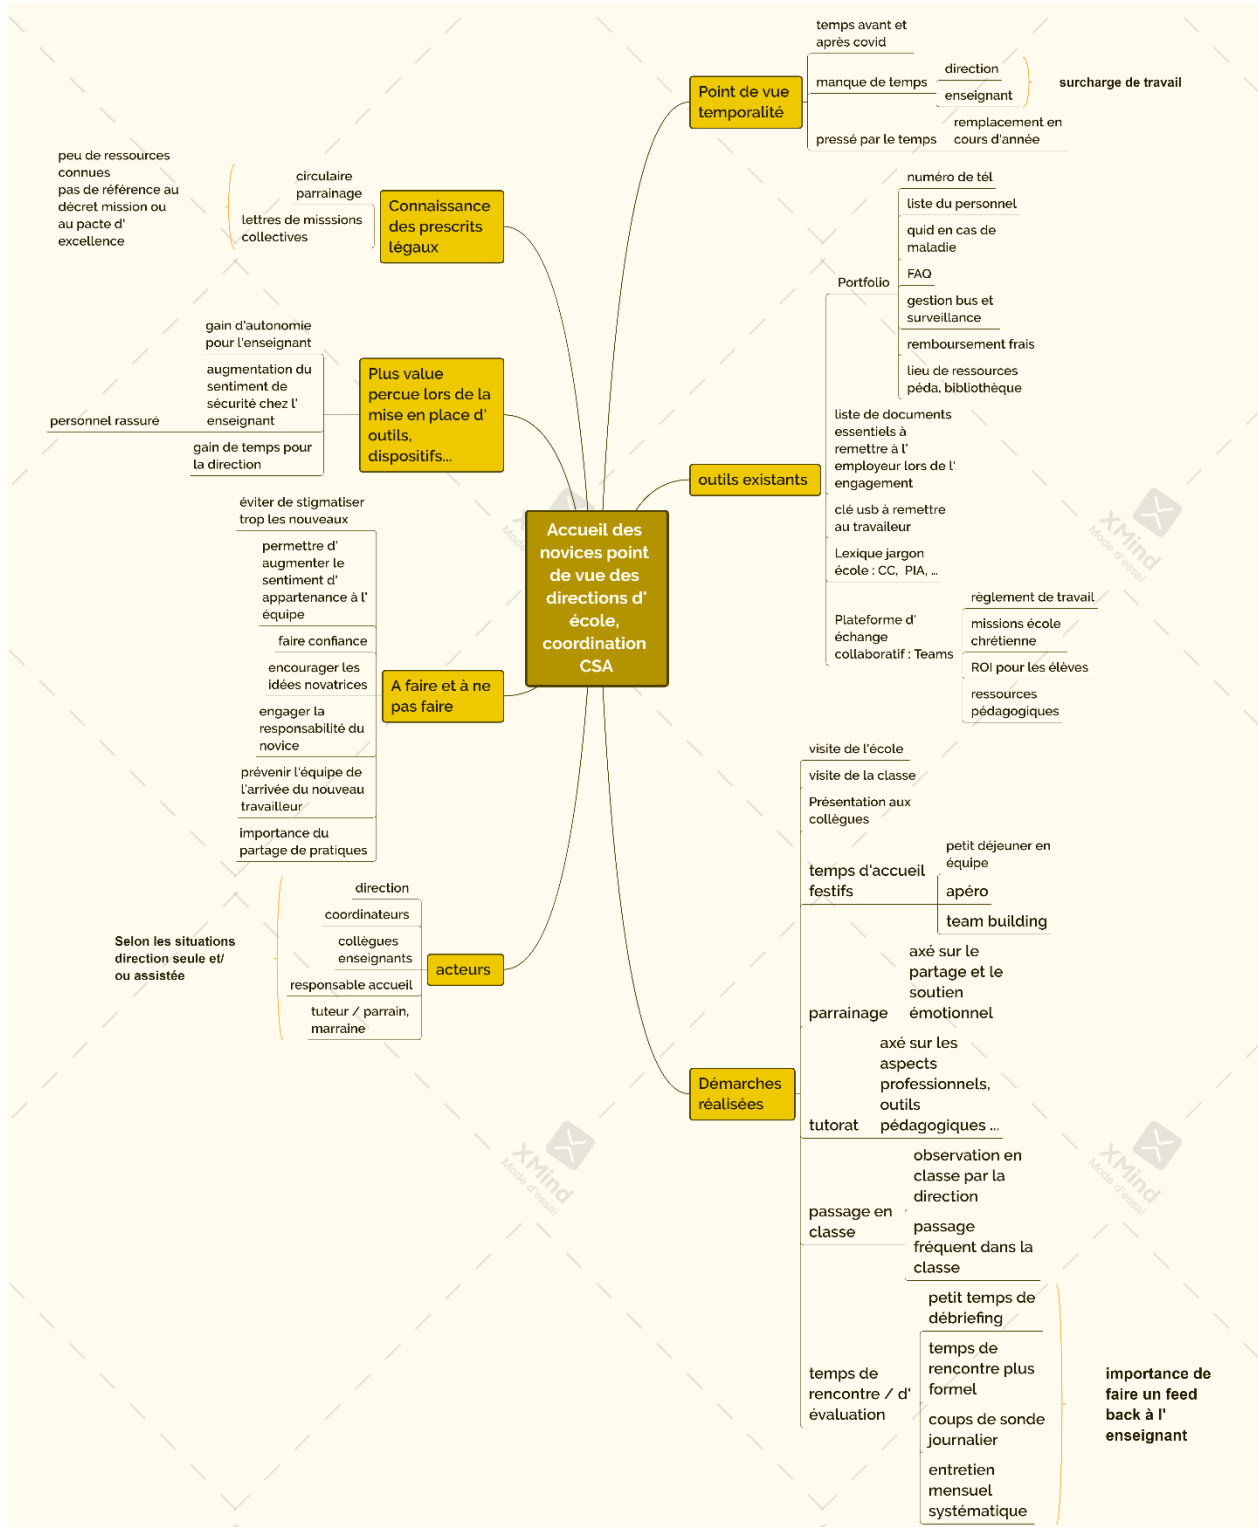 Accueil des
novices point
de vue des
directions d'
école,
coordination
CSA
Point de vue
temporalité
temps avant et
après covid
manque de temps
direction
enseignant
surcharge de travail
pressé par le temps
remplacement en
cours d'année
outils existants
Portfolio
numéro de tél
liste du personnel
quid en cas de
maladie
FAQ
gestion bus et
surveillance
remboursement frais
lieu de ressources
péda, bibliothèque
liste de documents
essentiels à
remettre à l'
employeur lors de l'
engagement
clé usb à remettre
au travaileur
Lexique jargon
école : CC, PIA, ...
Plateforme d'
échange
collaboratif : Teams
règlement de travail
missions école
chrétienne
ROI pour les élèves
ressources
pédagogiques
Démarches
réalisées
visite de l'école
visite de la classe
Présentation aux
collègues
temps d'accueil
festifs
petit déjeuner en
équipe
apéro
team building
parrainage
axé sur le
partage et le
soutien
émotionnel
tutorat
axé sur les
aspects
professionnels,
outils
pédagogiques ...
passage en
classe
observation en
classe par la
direction
passage
fréquent dans la
classe
temps de
rencontre / d'
évaluation
petit temps de
débriefing
temps de
rencontre plus
formel
coups de sonde
journalier
entretien
mensuel
systématique
importance de
faire un feed
back à l'
enseignant
Connaissance
des prescrits
légaux
circulaire
parrainage
lettres de misssions
collectives
peu de ressources
connues
pas de référence au
décret mission ou
au pacte d'
excellence
Plus value
percue lors de la
mise en place d'
outils,
dispositifs...
gain d'autonomie
pour l'enseignant
augmentation du
sentiment de
sécurité chez l'
enseignant
personnel rassuré
gain de temps pour
la direction
A faire et à ne
pas faire
éviter de stigmatiser
trop les nouveaux
permettre d'
augmenter le
sentiment d'
appartenance à l'
équipe
faire confiance
encourager les
idées novatrices
engager la
responsabilité du
novice
prévenir l'équipe de
l'arrivée du nouveau
travailleur
importance du
partage de pratiques
acteurs
direction
coordinateurs
collègues
enseignants
responsable accueil
tuteur / parrain,
marraine
Selon les situations
direction seule et/
ou assistée
XMind
Mode d'essai
XMind
Mode d'essai
XMind
Mode d'essai
XMind
Mode d'essai